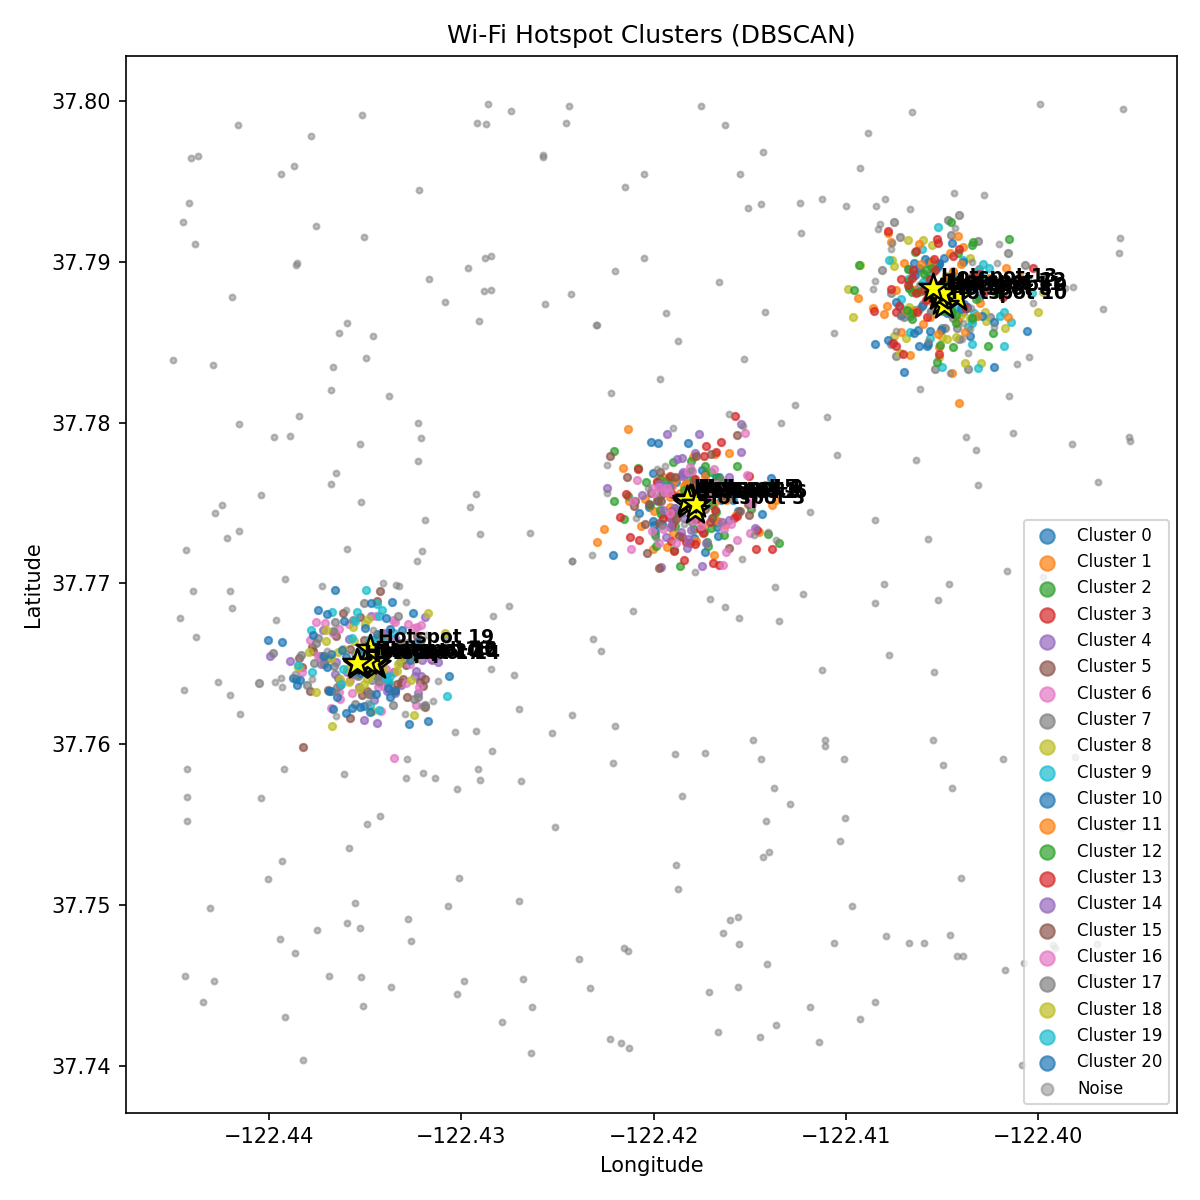 Wi-Fi Hotspot Clusters (DBSCAN)
37.80
37.79
37.78
37.77
37.76
37.75
37.74
Latitude
Hotspot 13
Hotspot 10
Hotspot 5
Hotspot 19
Cluster 0
Cluster 1
Cluster 2
Cluster 3
Cluster 4
Cluster 5
Cluster 6
Cluster 7
Cluster 8
Cluster 9
Cluster 10
Cluster 11
Cluster 12
Cluster 13
Cluster 14
Cluster 15
Cluster 16
Cluster 17
Cluster 18
Cluster 19
Cluster 20
Noise
−122.44
−122.43
−122.42
−122.41
−122.40
Longitude